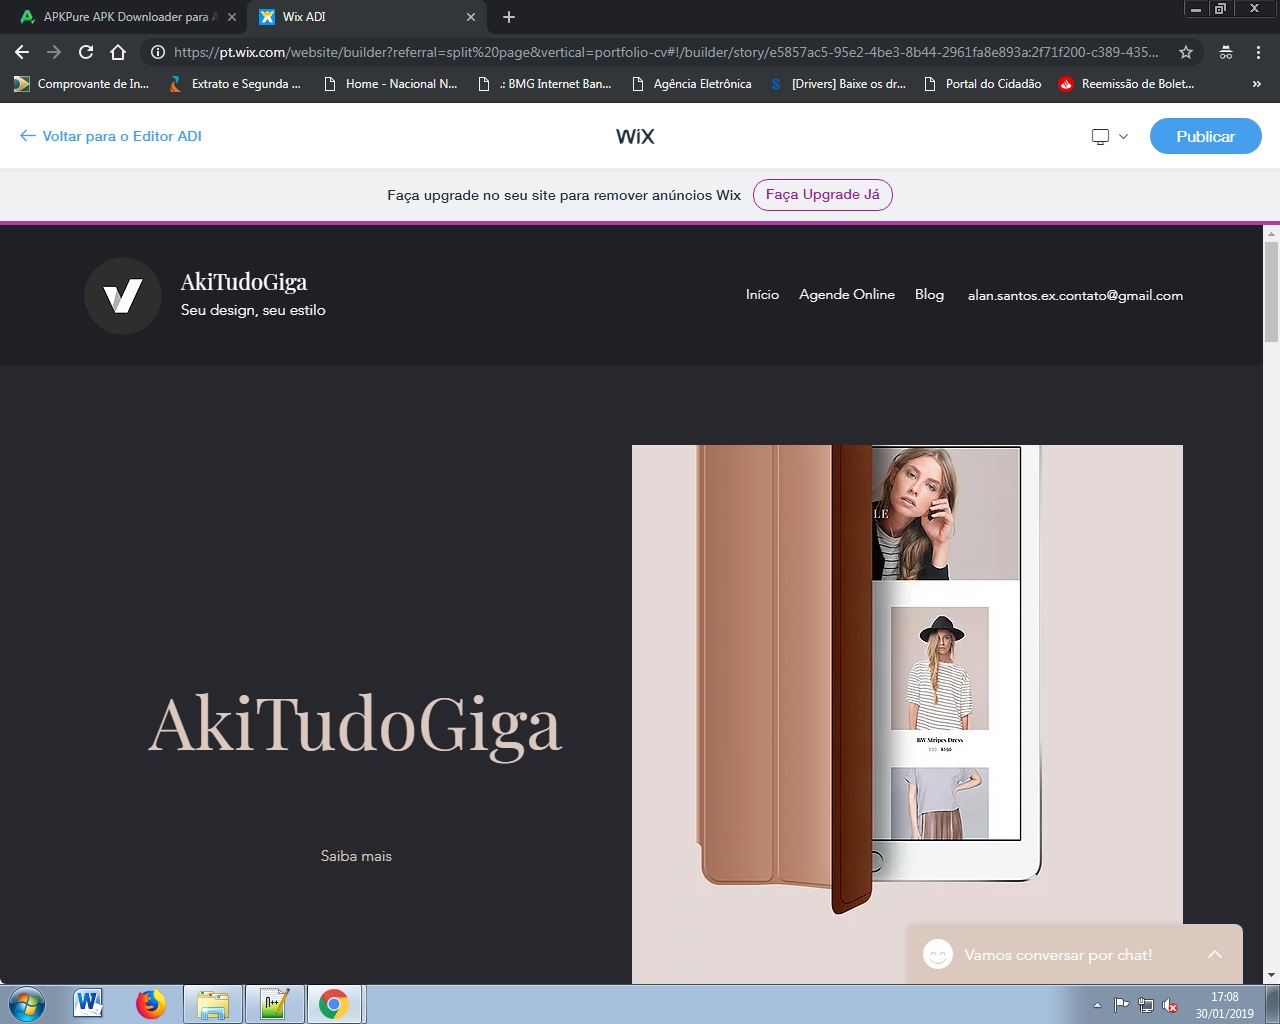 APKPure APK Downloader para A
Wix ADI
https://pt.wix.com/website/builder?referral=split%20page&vertical=portfolio-cv#!/builder/story/e5857ac5-95e2-4be3-8b44-2961fa8e893a:2f71f200-c389-435...
Comprovante de In...
Extrato e Segunda ...
Home - Nacional N...
.: BMG Internet Ban...
Agência Eletrônica
[Drivers] Baixe os dr...
Portal do Cidadão
Reemissão de Bolet...
Voltar para o Editor ADI
WiX
Publicar
Faça upgrade no seu site para remover anúncios Wix
Faça Upgrade Já
AkiTudoGiga
Seu design, seu estilo
Início
Agende Online
Blog
alan.santos.ex.contato@gmail.com
LE
BW Stripes Dress
$150
AkiTudoGiga
Saiba mais
Vamos conversar por chat!
17:08
30/01/2019